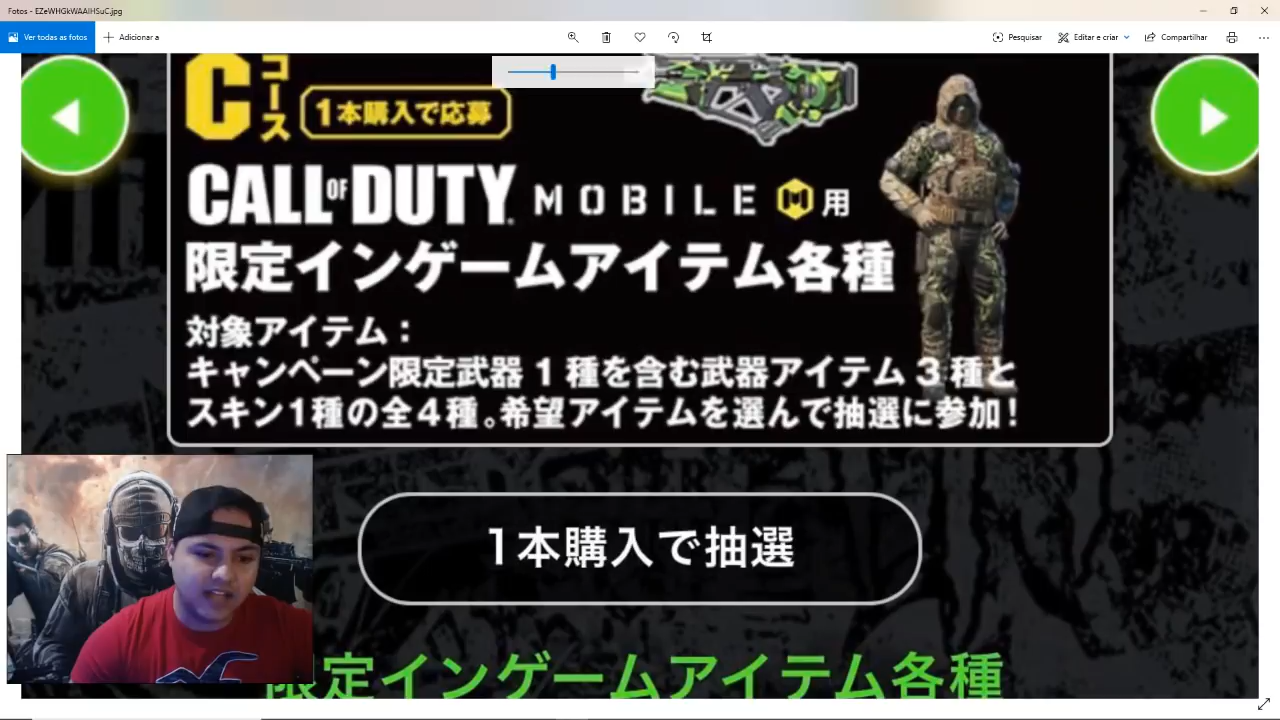 Fotos - EZeWHGkWAAIHSuC.jpg
Ver todas as fotos
Adicionar a
Pesquisar
Editar e criar
Compartilhar
Cコース
1本購入で応募
CALL OF DUTY MOBILE 用
限定インゲームアイテム各種
対象アイテム：
キャンペーン限定武器１種を含む武器アイテム３種と
スキン1種の全４種。希望アイテムを選んで抽選に参加！
1本購入で抽選
限定インゲームアイテム各種